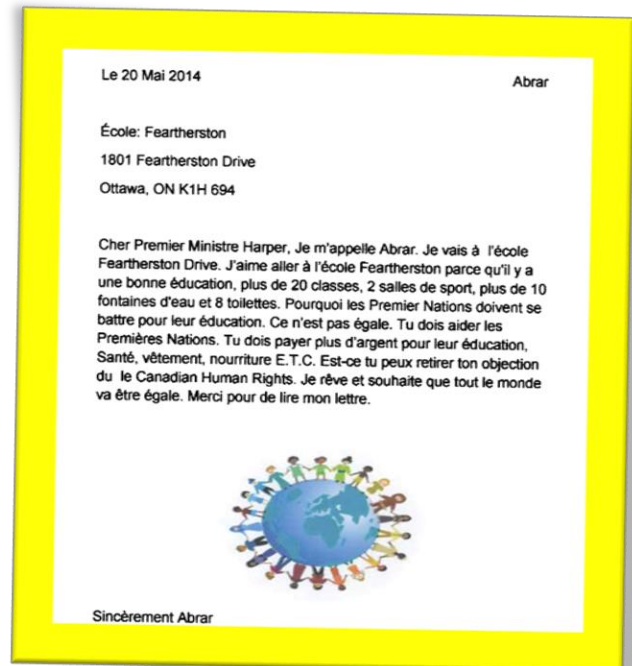 Le 20 Mai 2014 Abrar
École: Feartherston
1801 Feartherston Drive
Ottawa, ON K1H 694
Cher Premier Ministre Harper, Je m'appelle Abrar. Je vais à l'école
Feartherston Drive. J'aime aller à l'école Feartherston parce qu'il y a
une bonne éducation, plus de 20 classes, 2 salles de sport, plus de 10
fontaines d'eau et 8 toilettes. Pourquoi les Premier Nations doivent se
battre pour leur éducation. Ce n'est pas égale. Tu dois aider les
Premières Nations. Tu dois payer plus d'argent pour leur éducation,
Santé, vêtement, nourriture E.T.C. Est-ce tu peux retirer ton objection
du le Canadian Human Rights. Je rêve et souhaite que tout le monde
va être égale. Merci pour de lire mon lettre.
Sincèrement Abrar